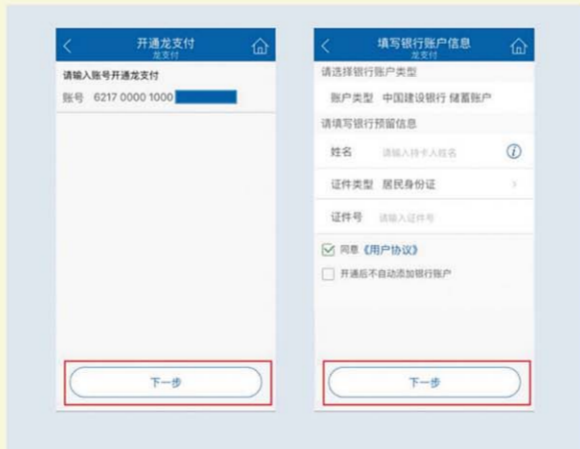 开通龙支付
龙支付
请输入账号开通龙支付
账号 6217 0000 1000
下一步
填写银行账户信息
龙支付
请选择银行账户类型
账户类型 中国建设银行 储蓄账户
请填写银行预留信息
姓名 请输入持卡人姓名
证件类型 居民身份证
证件号 请输入证件号
同意《用户协议》
开通后不自动添加银行账户
下一步